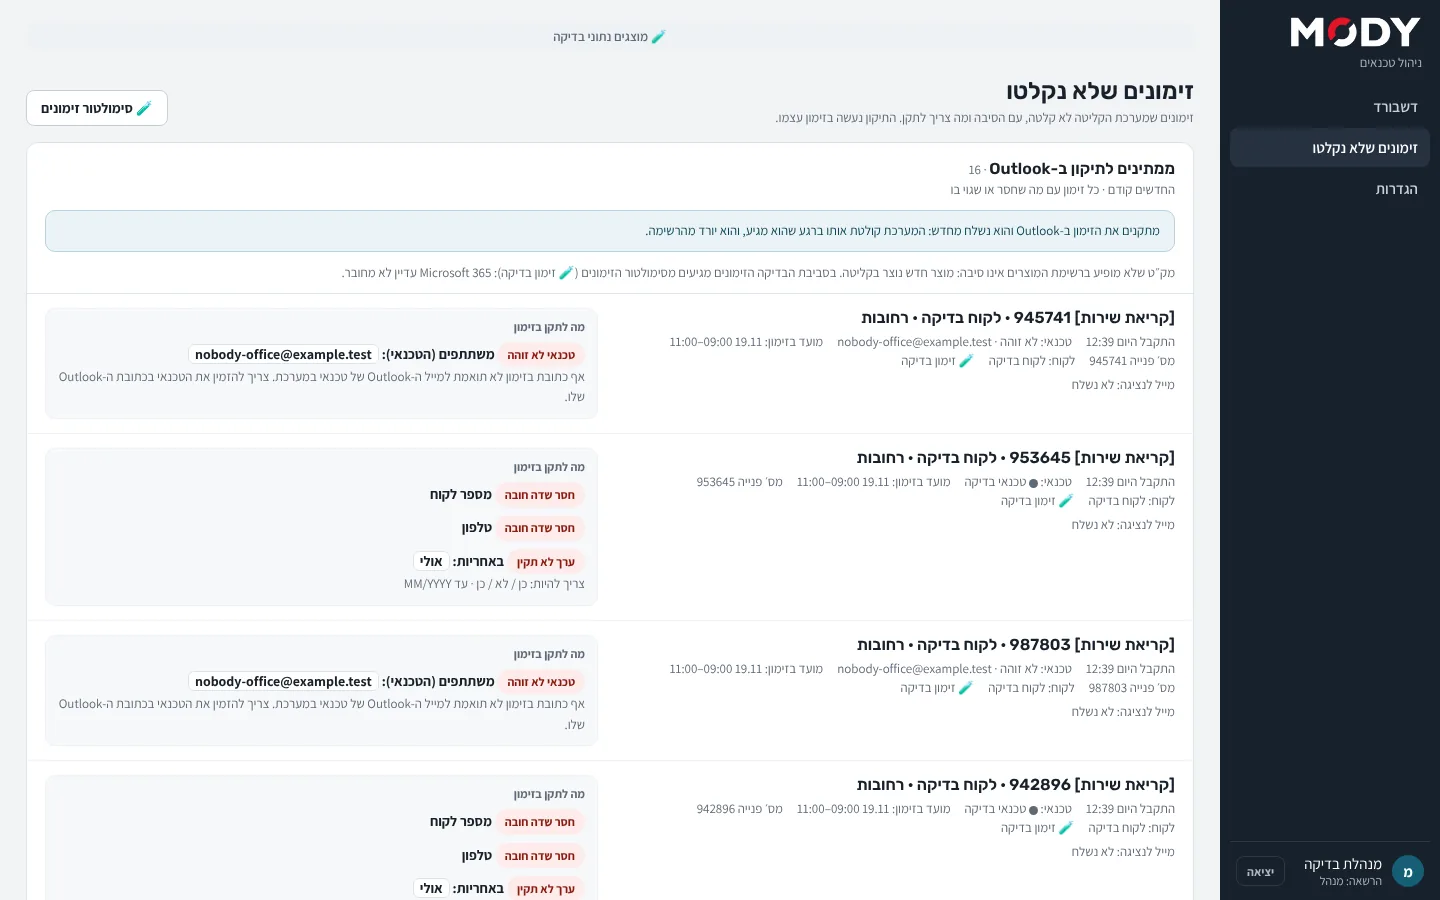 MODY
ניהול טכנאים
דשבורד
זימונים שלא נקלטו
הגדרות
מ
מנהלת בדיקה
הרשאה: מנהל
יציאה
🧪 מוצגים נתוני בדיקה
זימונים שלא נקלטו
זימונים שמערכת הקליטה לא קלטה, עם הסיבה ומה צריך לתקן. התיקון נעשה בזימון עצמו.
🧪 סימולטור זימונים
ממתינים לתיקון ב-Outlook · 16
החדשים קודם · כל זימון עם מה שחסר או שגוי בו
מתקנים את הזימון ב-Outlook והוא נשלח מחדש: המערכת קולטת אותו ברגע שהוא מגיע, והוא יורד מהרשימה.
מק״ט שלא מופיע ברשימת המוצרים אינו סיבה: מוצר חדש נוצר בקליטה. בסביבת הבדיקה הזימונים מגיעים מסימולטור הזימונים (🧪 זימון בדיקה): Microsoft 365 עדיין לא מחובר.
[קריאת שירות] 945741 • לקוח בדיקה • רחובות
התקבל היום 12:39 טכנאי: לא זוהה · nobody-office@example.test מועד בזימון: 19.11 09:00–11:00
מס׳ פנייה 945741 לקוח: לקוח בדיקה 🧪 זימון בדיקה
מייל לנציגה: לא נשלח
מה לתקן בזימון
טכנאי לא זוהה משתתפים (הטכנאי): nobody-office@example.test
אף כתובת בזימון לא תואמת למייל ה-Outlook של טכנאי במערכת. צריך להזמין את הטכנאי בכתובת ה-Outlook
שלו.
[קריאת שירות] 953645 • לקוח בדיקה • רחובות
התקבל היום 12:39 טכנאי: טכנאי בדיקה מועד בזימון: 19.11 09:00–11:00 מס׳ פנייה 953645
לקוח: לקוח בדיקה 🧪 זימון בדיקה
מייל לנציגה: לא נשלח
מה לתקן בזימון
חסר שדה חובה מספר לקוח
חסר שדה חובה טלפון
ערך לא תקין באחריות: אולי
צריך להיות: כן / לא / כן · עד MM/YYYY
[קריאת שירות] 987803 • לקוח בדיקה • רחובות
התקבל היום 12:39 טכנאי: לא זוהה · nobody-office@example.test מועד בזימון: 19.11 09:00–11:00
מס׳ פנייה 987803 לקוח: לקוח בדיקה 🧪 זימון בדיקה
מייל לנציגה: לא נשלח
מה לתקן בזימון
טכנאי לא זוהה משתתפים (הטכנאי): nobody-office@example.test
אף כתובת בזימון לא תואמת למייל ה-Outlook של טכנאי במערכת. צריך להזמין את הטכנאי בכתובת ה-Outlook
שלו.
[קריאת שירות] 942896 • לקוח בדיקה • רחובות
התקבל היום 12:39 טכנאי: טכנאי בדיקה מועד בזימון: 19.11 09:00–11:00 מס׳ פנייה 942896
לקוח: לקוח בדיקה 🧪 זימון בדיקה
מייל לנציגה: לא נשלח
מה לתקן בזימון
חסר שדה חובה מספר לקוח
חסר שדה חובה טלפון
ערך לא תקין באחריות: אולי